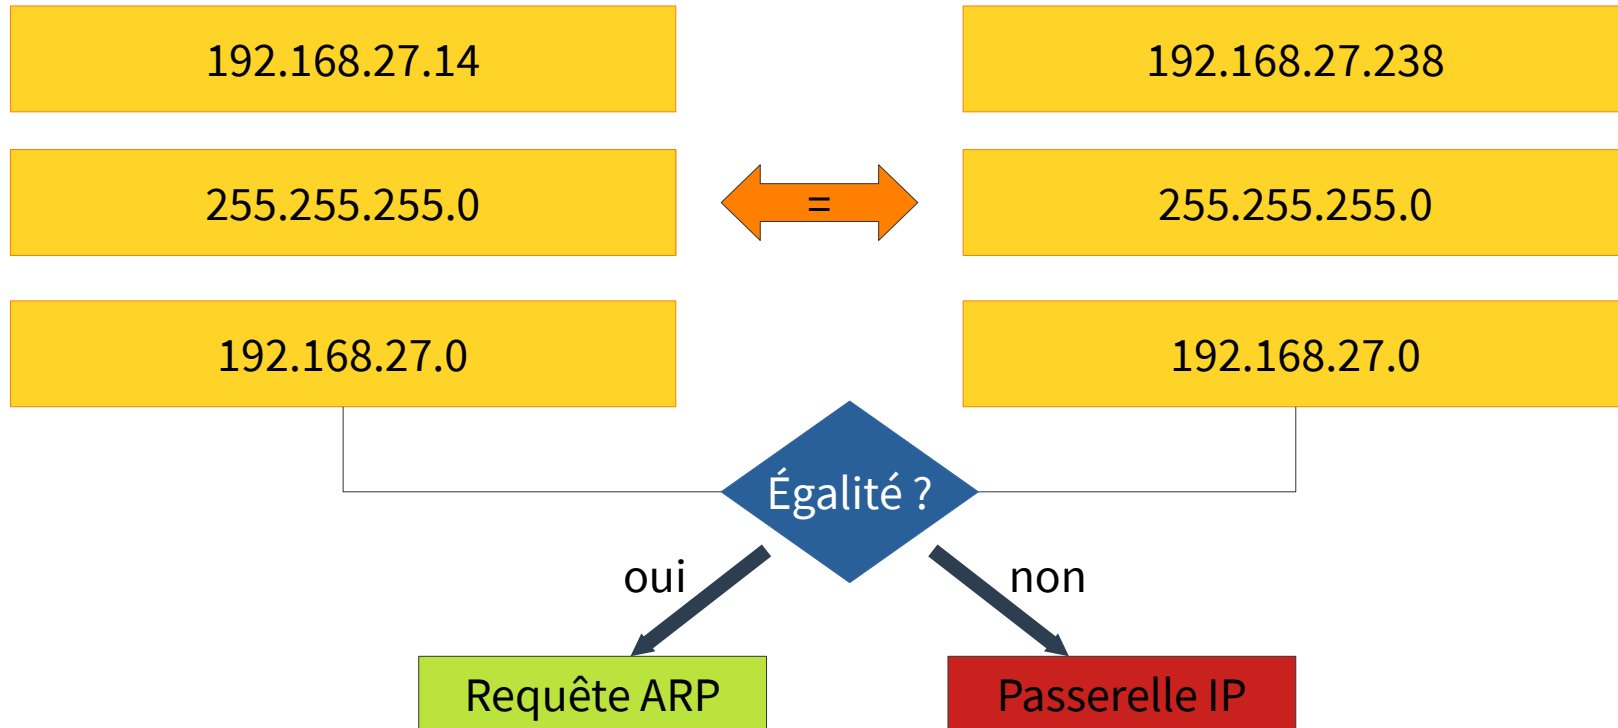 192.168.27.14
192.168.27.238
255.255.255.0
=
255.255.255.0
192.168.27.0
192.168.27.0
Égalité ?
oui
non
Requête ARP
Passerelle IP